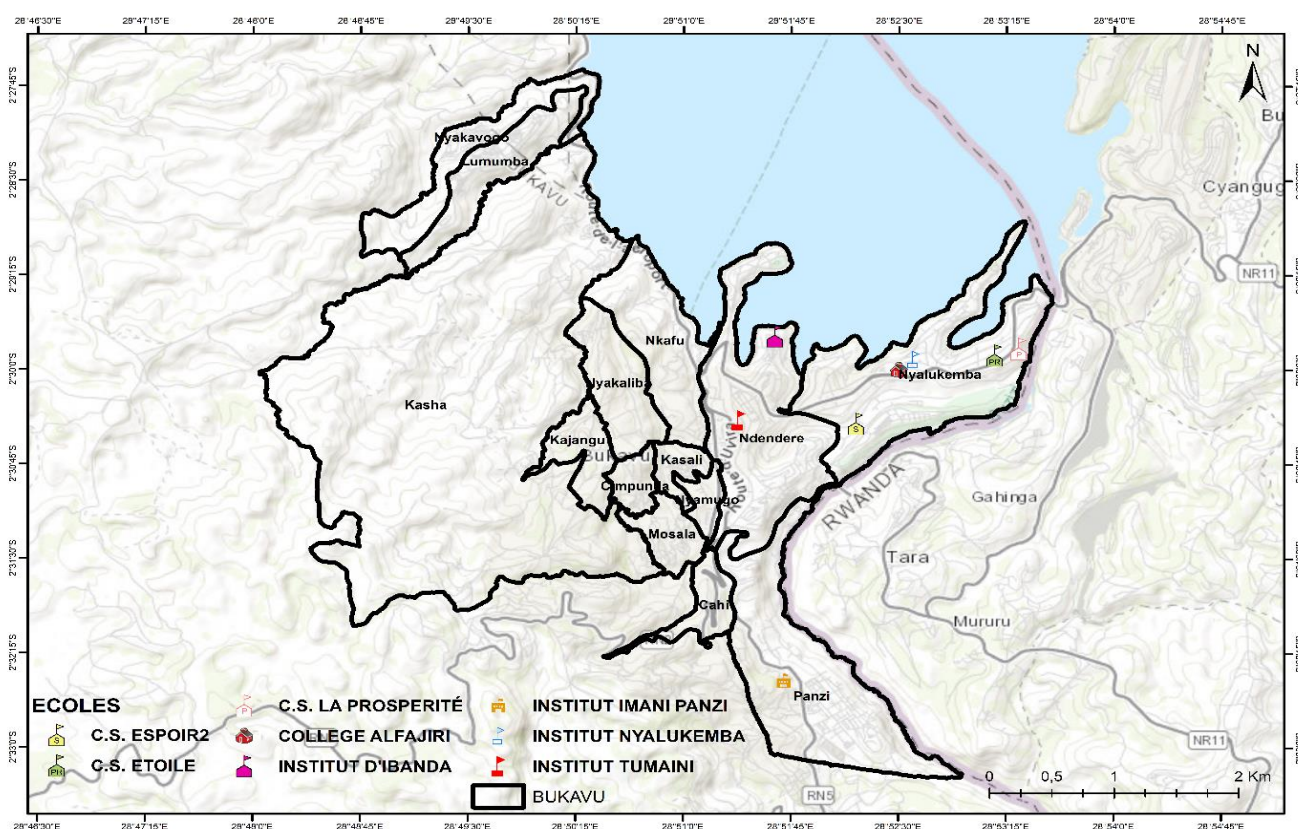 28°46'30"E 28°47'15"E 28°46'0"E 28°48'45"E 28°49'30"E 28°50'15"E 28°51'0"E 28°51'45"E 28°52'30"E 28°53'15"E 28°54'0"E 28°54'45"E
N
2°27'45"S
Bu
Nyakavogo
Lumumba
2°28'30"S
KAVU
Cyangug
2°29'15"S
NR11
Nkafu
2°30'0"S
P
PR
Nyalukemba
Nyakaliba
Kasha
S
Kajangu
Ndendere
Bukavu
Kasali
2°30'45"S
Cimpunda
Nyamugo
RWANDA
Gahinga
Mosala
2°31'30"S
Tara
Cahi
Mururu
2°32'15"S
Panzi
ECOLES
P C.S. LA PROSPERITÉ
INSTITUT IMANI PANZI
S C.S. ESPOIR2
COLLEGE ALFAJIRI
INSTITUT NYALUKEMBA
2°33'0"S
NR11
PR C.S. ETOILE
INSTITUT D'IBANDA
INSTITUT TUMAINI
0 0,5 1 2 Km
BUKAVU
RN5
28°46'30"E 28°47'15"E 28°48'0"E 28°48'45"E 28°49'30"E 28°50'15"E 28°51'0"E 28°51'45"E 28°52'30"E 28°53'15"E 28°54'0"E 28°54'45"E